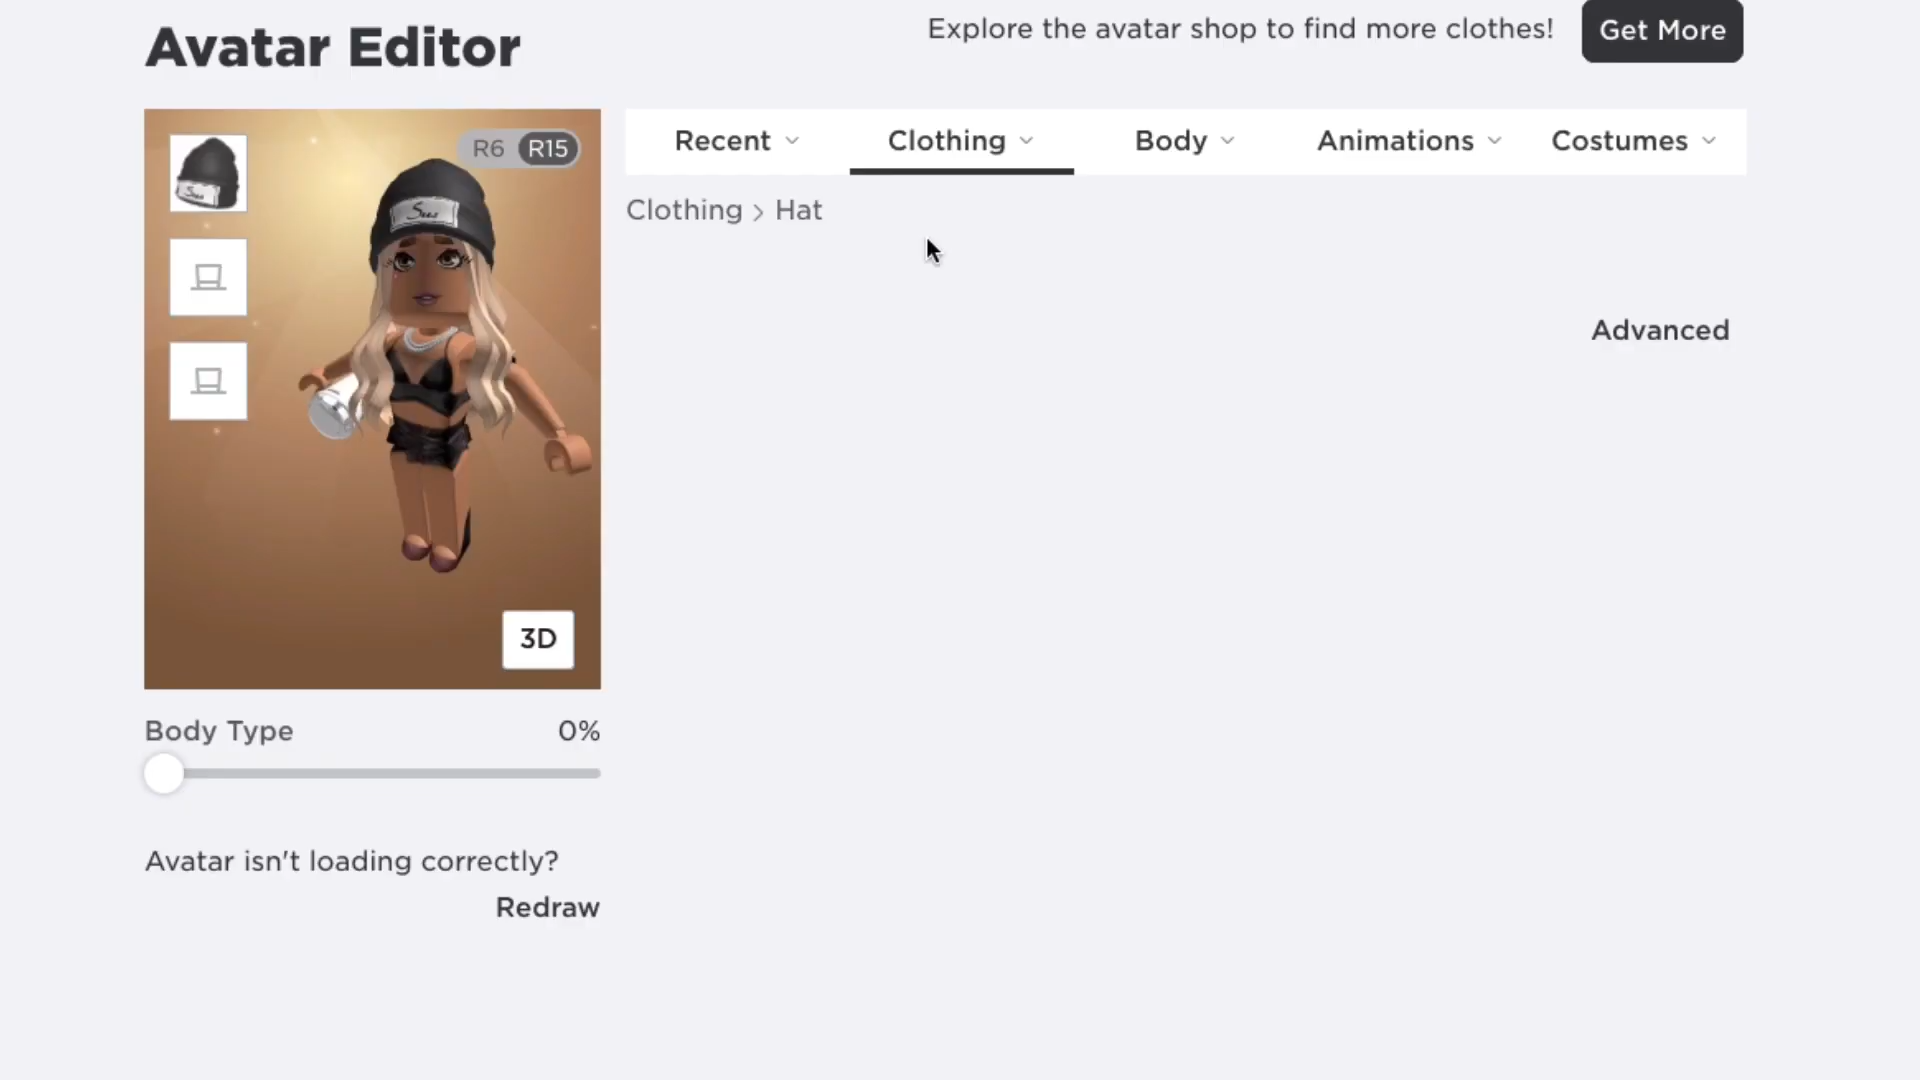 Avatar Editor
Explore the avatar shop to find more clothes!
Get More
R6 R15
Recent
Clothing
Body
Animations
Costumes
Clothing > Hat
Advanced
3D
Body Type 0%
Avatar isn't loading correctly?
Redraw